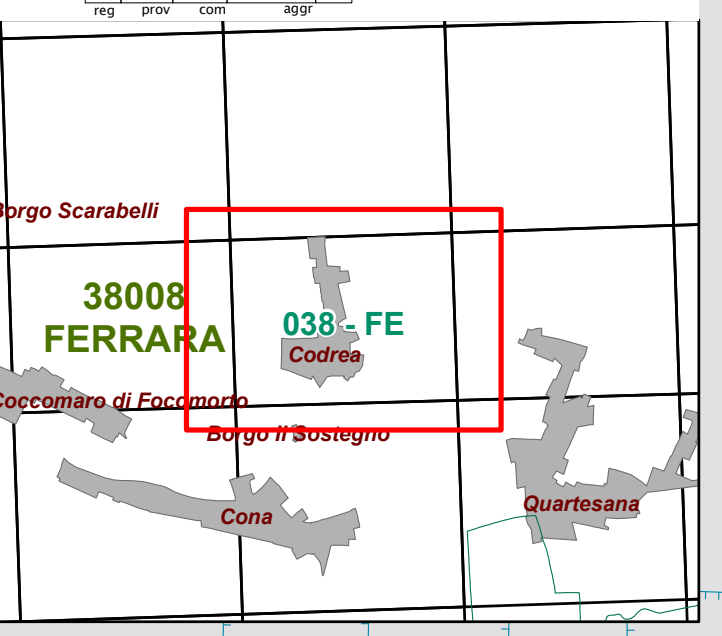 reg prov com aggr
Borgo Scarabelli
38008
FERRARA
038 - FE
Codrea
Coccomaro di Focomorto
Borgo Il Sostegno
Cona
Quartesana